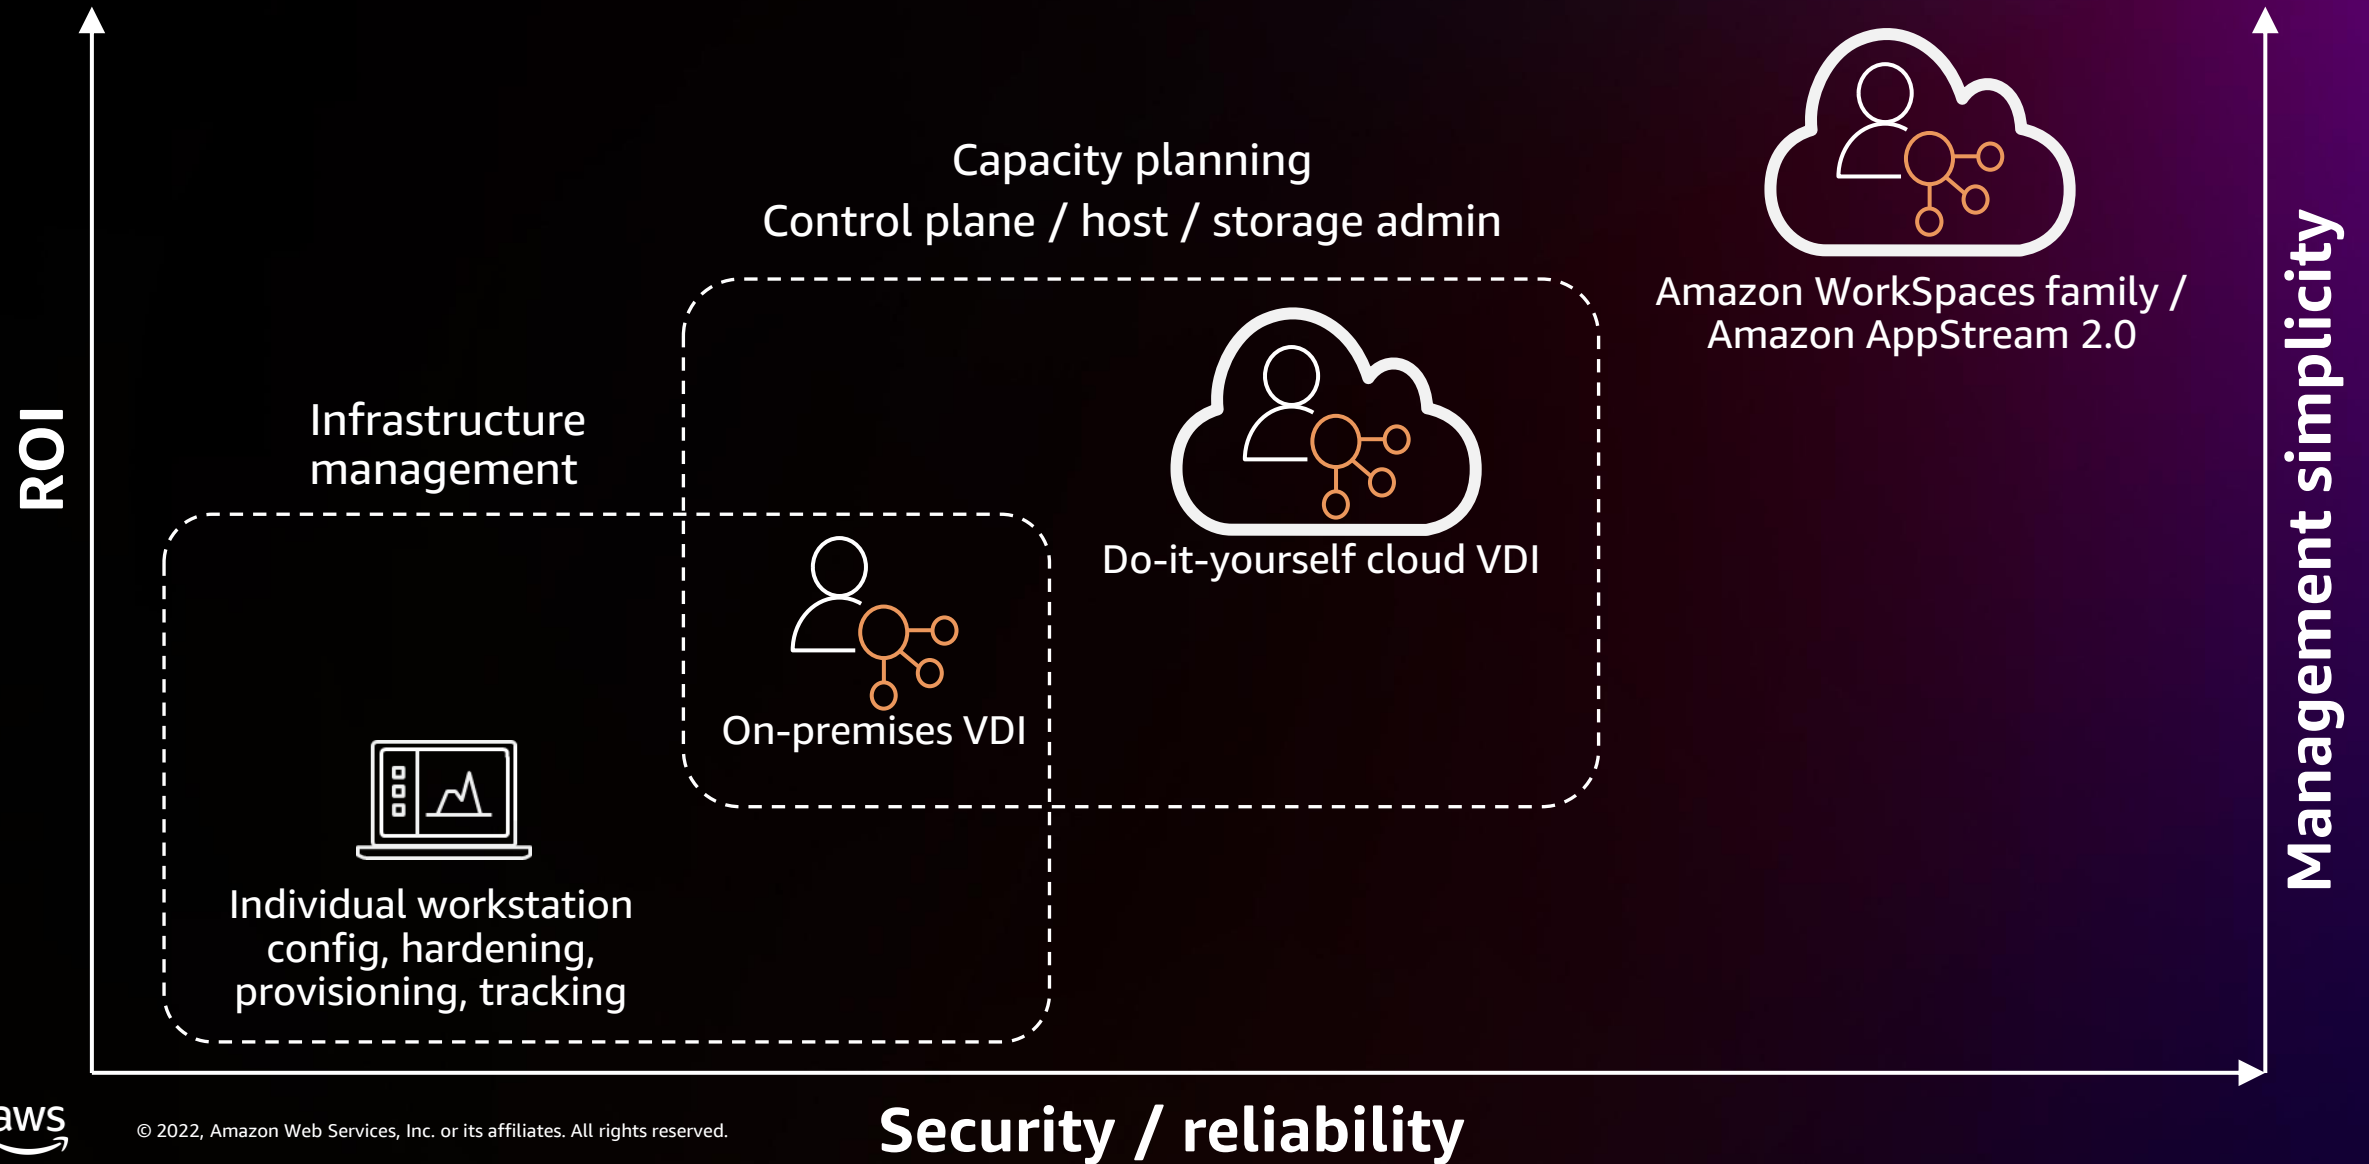 Capacity planning
Control plane / host / storage admin
Amazon WorkSpaces family /
Amazon AppStream 2.0
Infrastructure
management
Do-it-yourself cloud VDI
On-premises VDI
Individual workstation
config, hardening,
provisioning, tracking
ROI
Management simplicity
Security / reliability
aws
© 2022, Amazon Web Services, Inc. or its affiliates. All rights reserved.